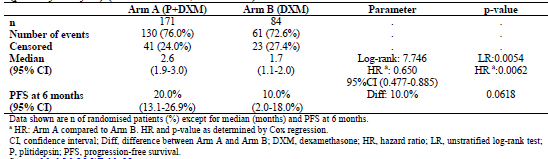 Arm A (P+DXM) Arm B (DXM) Parameter p-value
n 171 84 . .
Number of events 130 (76.0%) 61 (72.6%) . .
Censored 41 (24.0%) 23 (27.4%) . .
Median 2.6 1.7 Log-rank: 7.746 LR:0.0054
(95% CI) (1.9-3.0) (1.1-2.0) HR a: 0.650 HR a:0.0062
95%CI (0.477-0.885)
PFS at 6 months 20.0% 10.0% Diff: 10.0% 0.0618
(95% CI) (13.1-26.9%) (2.0-18.0%)
Data shown are n of randomised patients (%) except for median (months) and PFS at 6 months.
a HR: Arm A compared to Arm B. HR and p-value as determined by Cox regression.
CI, confidence interval; Diff, difference between Arm A and Arm B; DXM, dexamethasone; HR, hazard ratio; LR, unstratified log-rank test;
P, plitidepsin; PFS, progression-free survival.